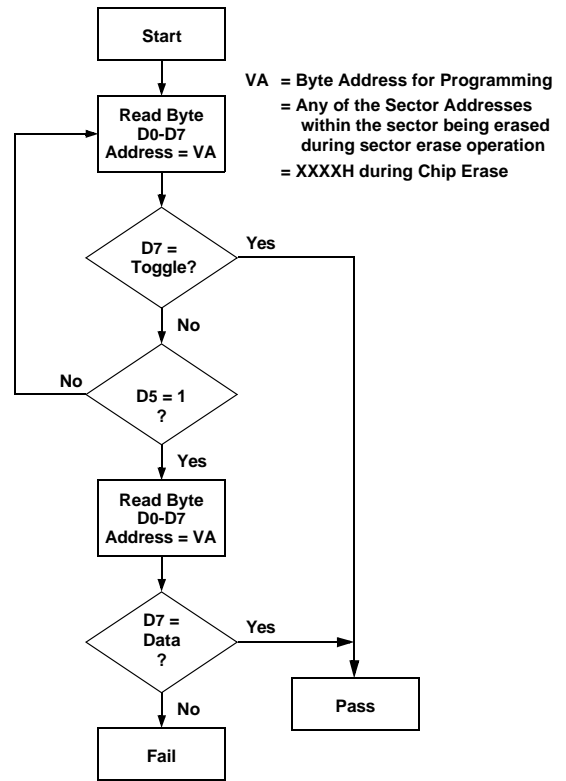 Start
VA = Byte Address for Programming
= Any of the Sector Addresses
within the sector being erased
during sector erase operation
= XXXXH during Chip Erase
Read Byte
D0-D7
Address = VA
D7 =
Toggle?
Yes
No
D5 = 1
?
No
Yes
Read Byte
D0-D7
Address = VA
D7 =
Data
?
Yes
No
Pass
Fail